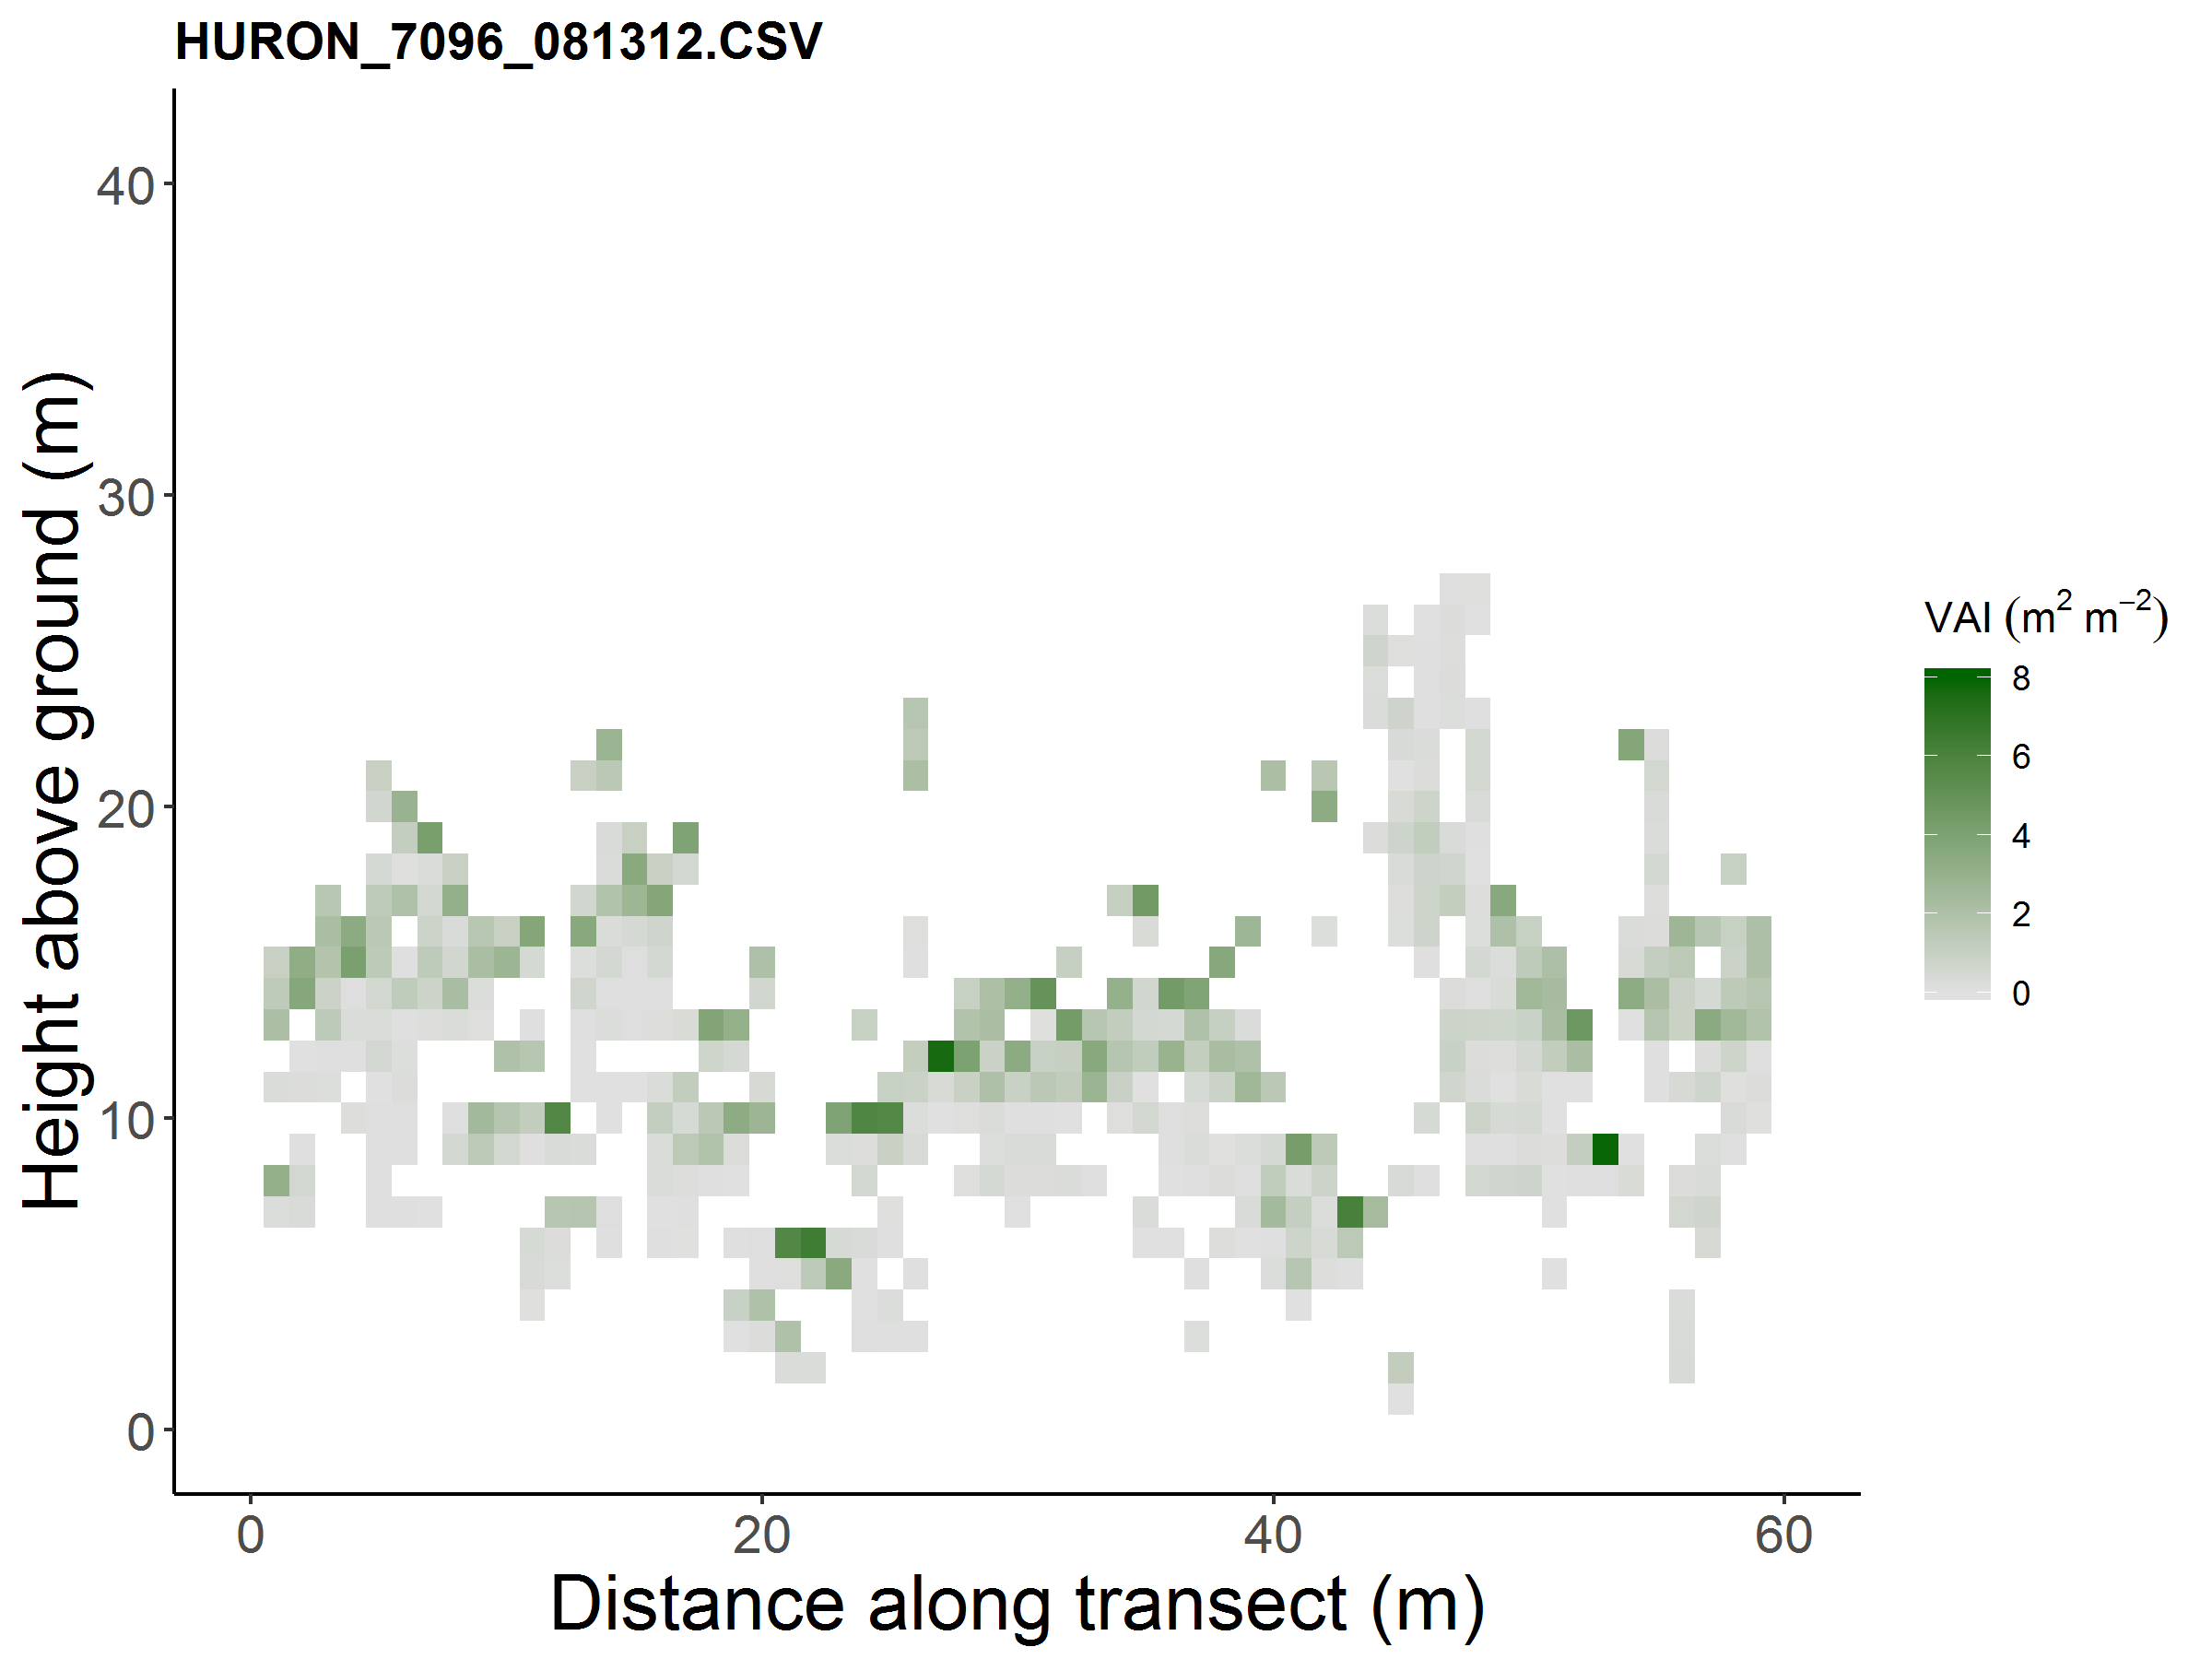 HURON_7096_081312.CSV
Height above ground (m)
40
30
20
10
0
0 20 40 60
Distance along transect (m)
VAI (m² m⁻²)
8
6
4
2
0